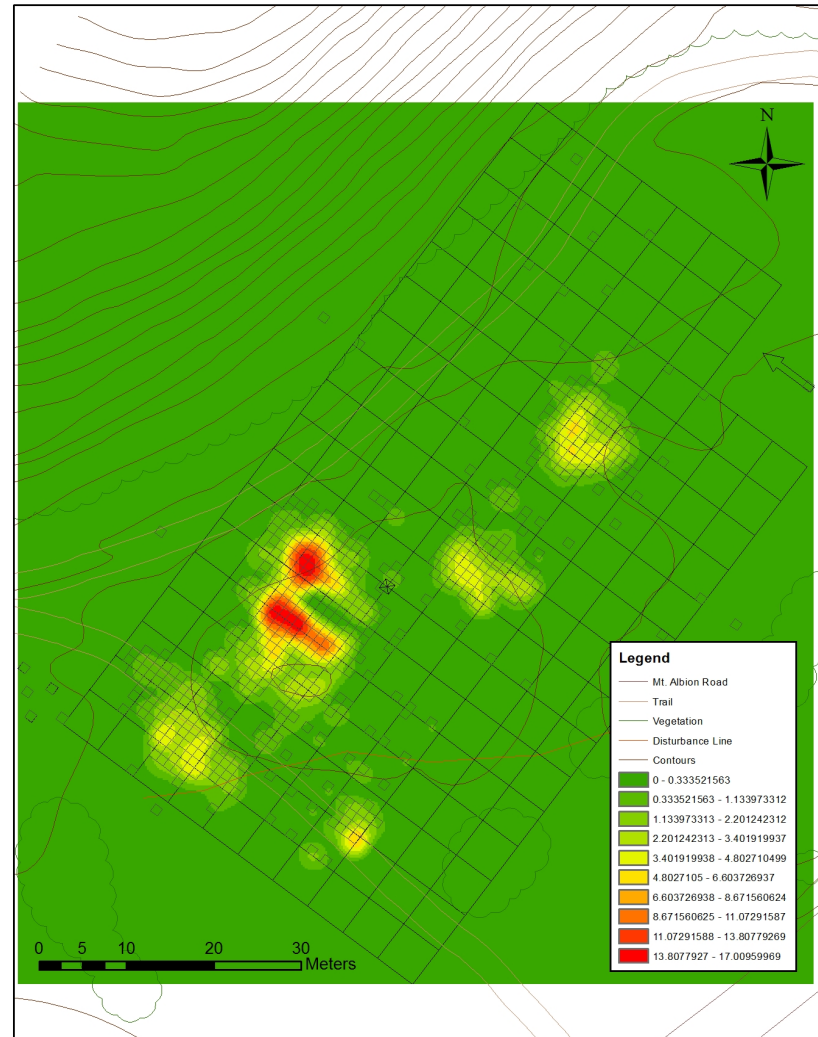 N
Legend
Mt. Albion Road
Trail
Vegetation
Disturbance Line
Contours
0 - 0.333521563
0.333521563 - 1.133973312
1.133973313 - 2.201242312
2.201242313 - 3.401919937
3.401919938 - 4.802710499
4.8027105 - 6.603726937
6.603726938 - 8.671560624
8.671560625 - 11.07291587
11.07291588 - 13.80779269
13.8077927 - 17.00959969
0 5 10 20 30
Meters